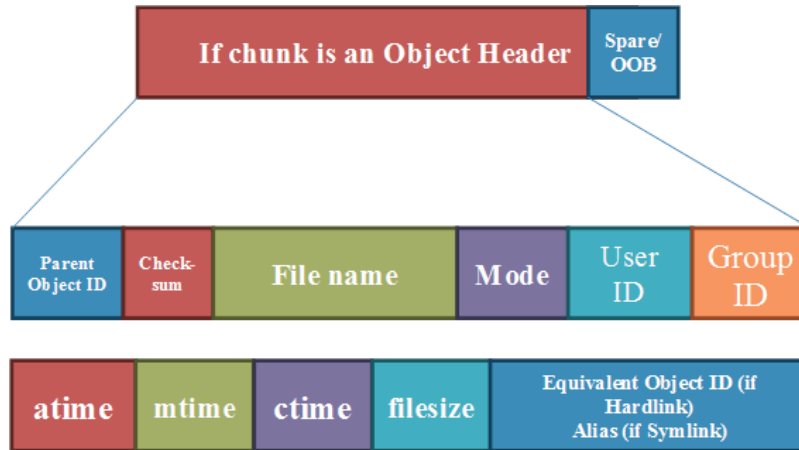 If chunk is an Object Header
Spare/
OOB
Parent
Object ID
Check-
sum
File name
Mode
User
ID
Group
ID
atime
mtime
ctime
filesize
Equivalent Object ID (if
Hardlink)
Alias (if Symlink)